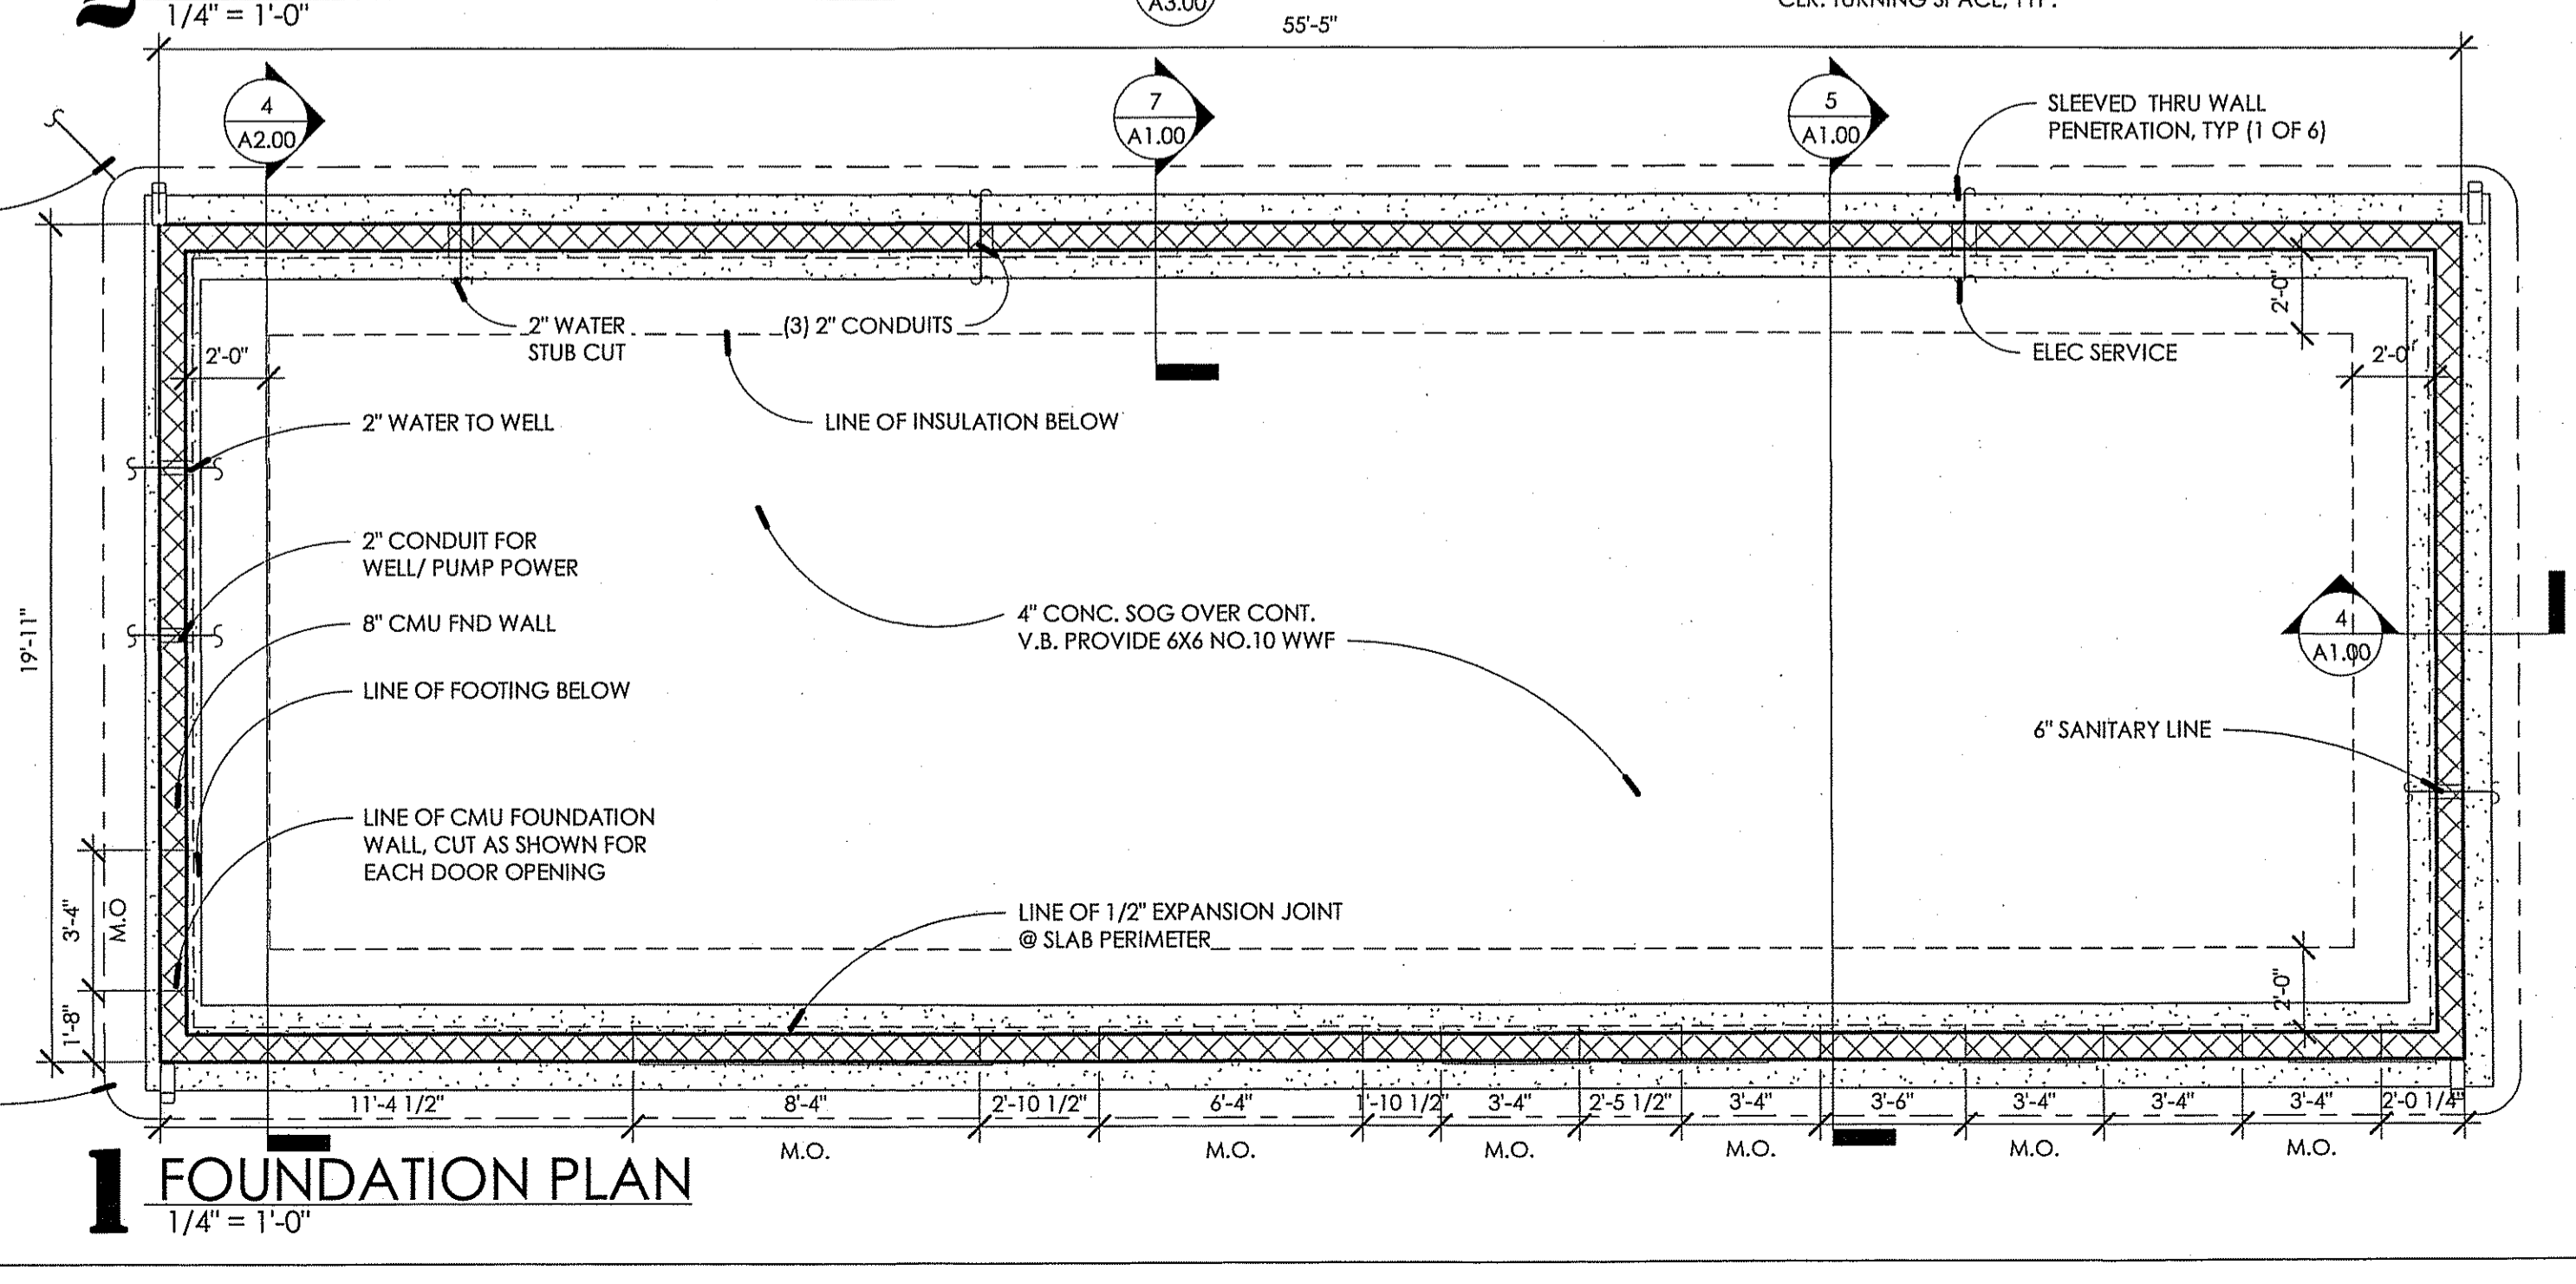 1/4" = 1'-0"
A3.00
55'-5"
4
A2.00
7
A1.00
5
A1.00
SLEEVED THRU WALL
PENETRATION, TYP (1 OF 6)
2" WATER
STUB CUT
(3) 2" CONDUITS
2'-0"
2'-0"
ELEC SERVICE
2'-0"
2" WATER TO WELL
LINE OF INSULATION BELOW
2" CONDUIT FOR
WELL/ PUMP POWER
8" CMU FND WALL
4" CONC. SOG OVER CONT.
V.B. PROVIDE 6X6 NO.10 WWF
4
A1.00
19'-11"
LINE OF FOOTING BELOW
6" SANITARY LINE
LINE OF CMU FOUNDATION
WALL, CUT AS SHOWN FOR
EACH DOOR OPENING
3'-4"
M.O
LINE OF 1/2" EXPANSION JOINT
@ SLAB PERIMETER
1'-8"
2'-0"
11'-4 1/2"
8'-4"
2'-10 1/2"
6'-4"
1'-10 1/2"
3'-4"
2'-5 1/2"
3'-4"
3'-6"
3'-4"
3'-4"
3'-4"
2'-0 1/4"
M.O.
M.O.
M.O.
M.O.
M.O.
M.O.
1 FOUNDATION PLAN
1/4" = 1'-0"